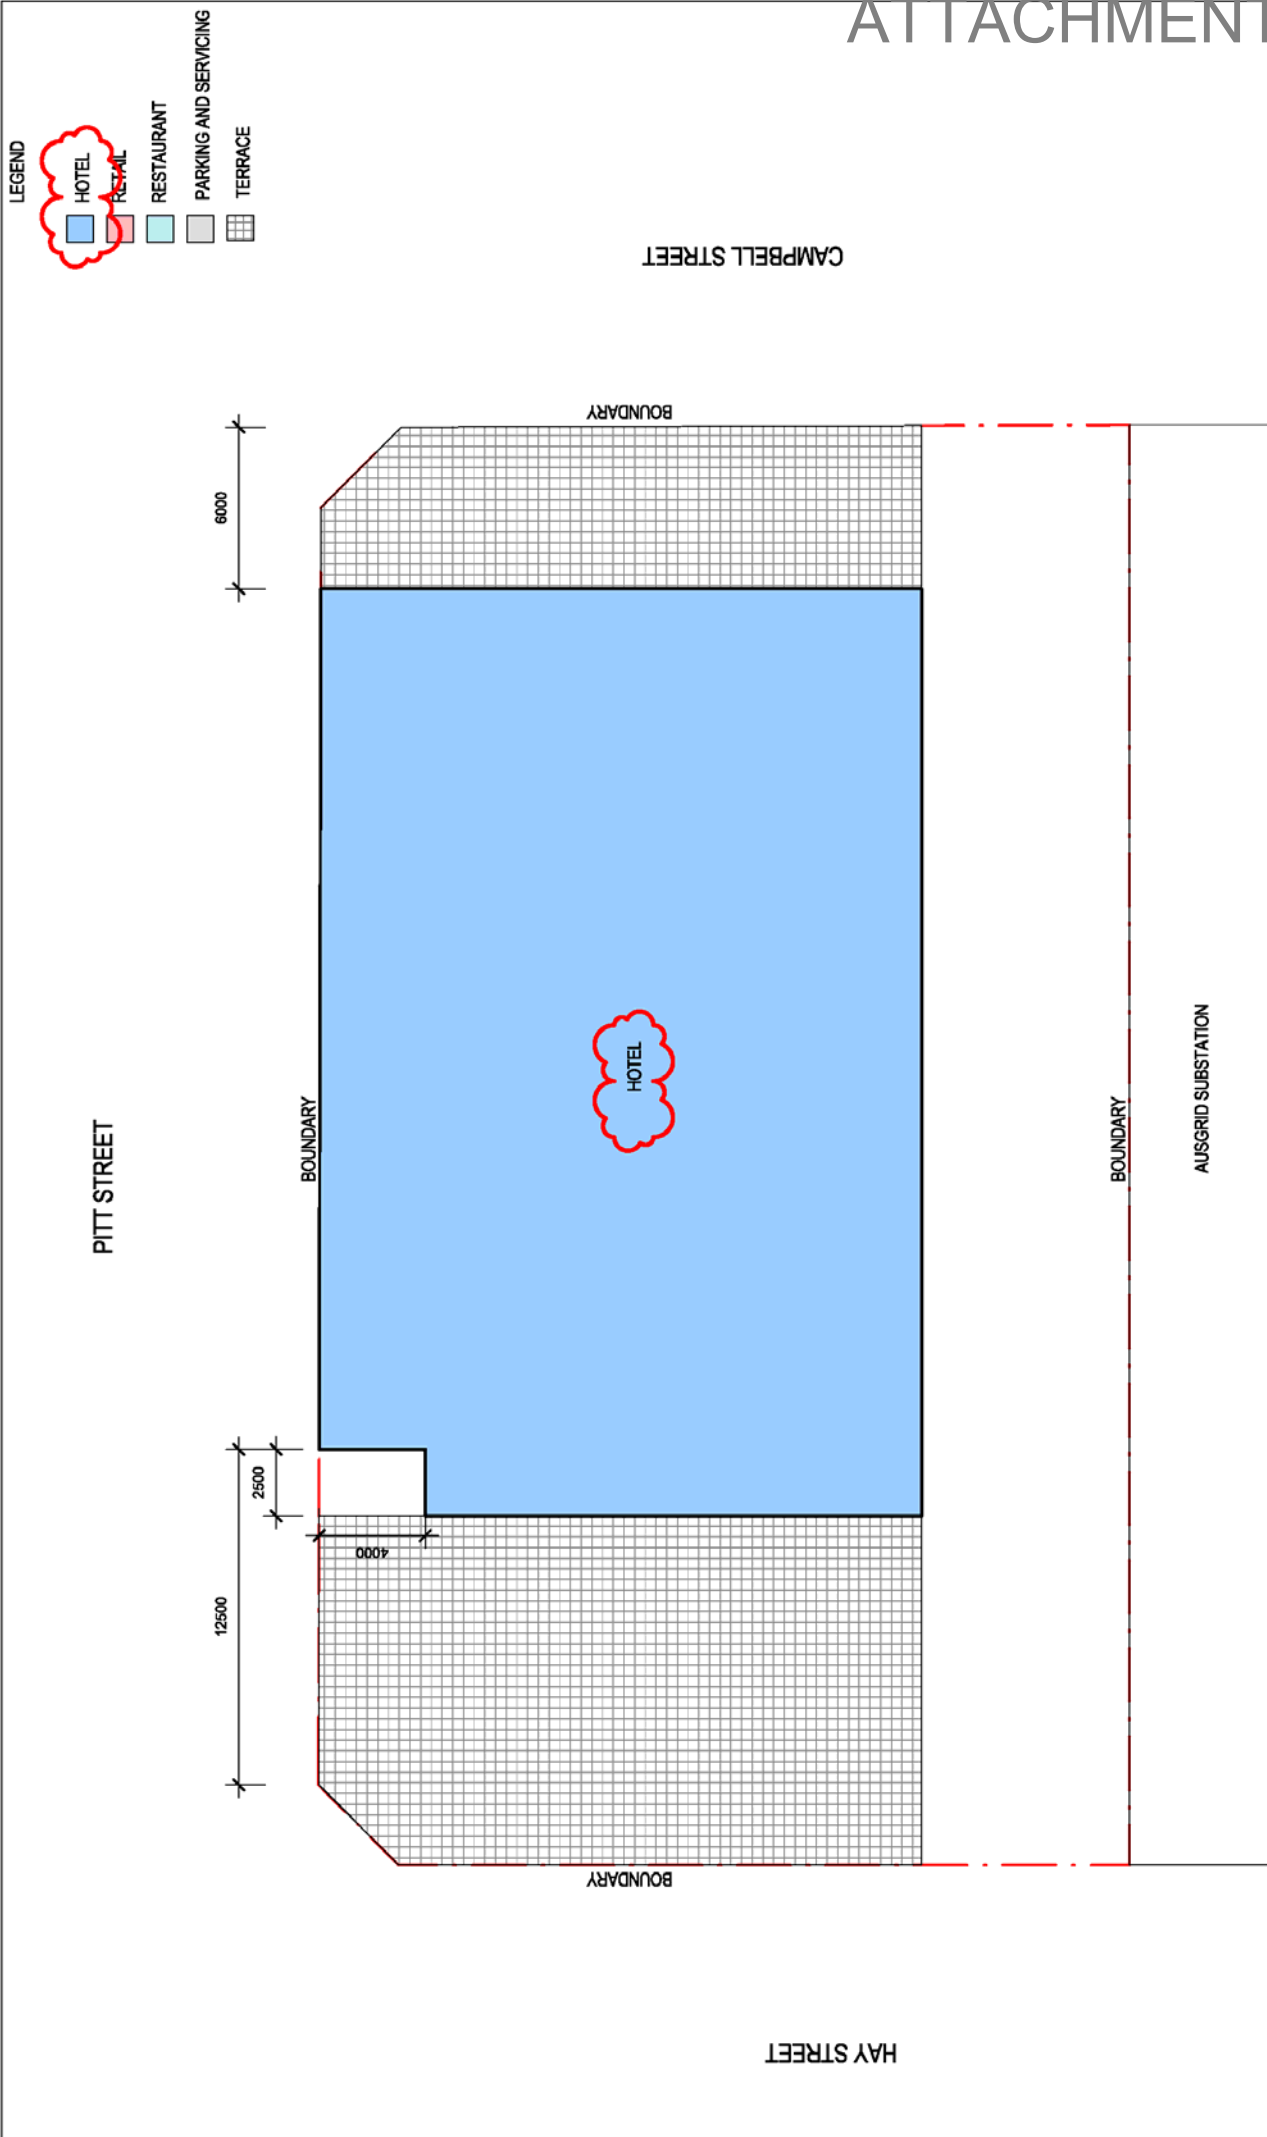 ATTACHMENT
LEGEND
HOTEL
RETAIL
RESTAURANT
PARKING AND SERVICING
TERRACE
CAMPBELL STREET
BOUNDARY
6000
PITT STREET
BOUNDARY
HOTEL
BOUNDARY
AUSGRID SUBSTATION
2500
4000
12500
BOUNDARY
HAY STREET